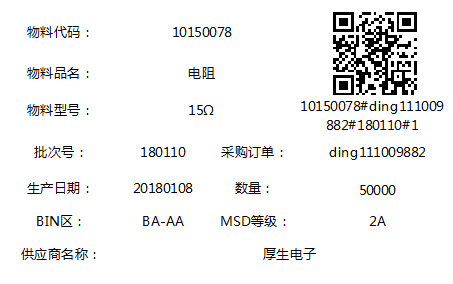 物料代码： 10150078
物料品名： 电阻
物料型号： 15Ω
10150078#ding111009
882#180110#1
批次号： 180110 采购订单： ding111009882
生产日期： 20180108 数量： 50000
BIN区： BA-AA MSD等级： 2A
供应商名称： 厚生电子